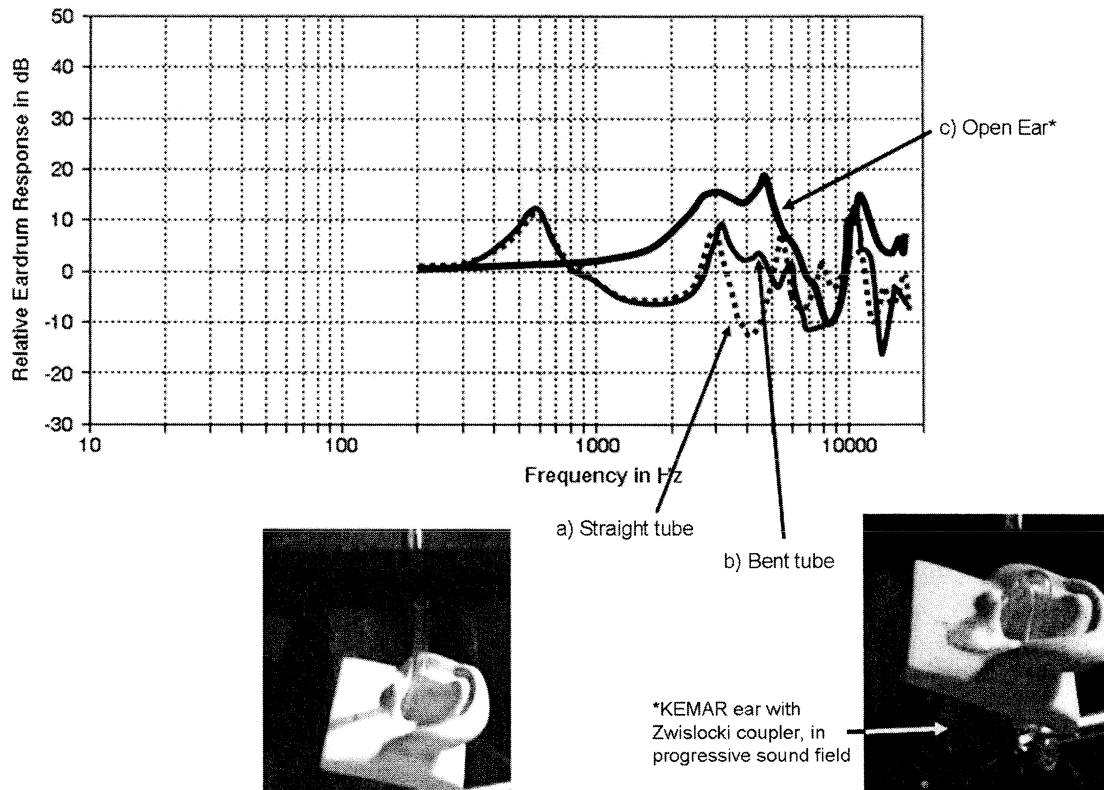 50
40
30
20
10
0
-10
-20
-30
Relative Eardrum Response in dB
10
100
1000
10000
Frequency in Hz
c) Open Ear*
a) Straight tube
b) Bent tube
*KEMAR ear with
Zwislocki coupler, in
progressive sound field